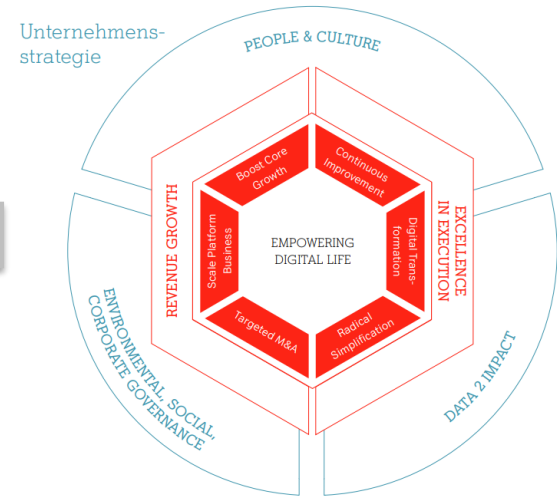 Unternehmens-
strategie
PEOPLE & CULTURE
REVENUE GROWTH
Boost Core
Growth
Continuous
Improvement
Scale Platform
Business
EMPOWERING
DIGITAL LIFE
Digital Trans-
formation
EXCELLENCE
IN EXECUTION
Targeted M&A
Radical
Simplification
ENVIRONMENTAL, SOCIAL,
CORPORATE GOVERNANCE
DATA 2 IMPACT